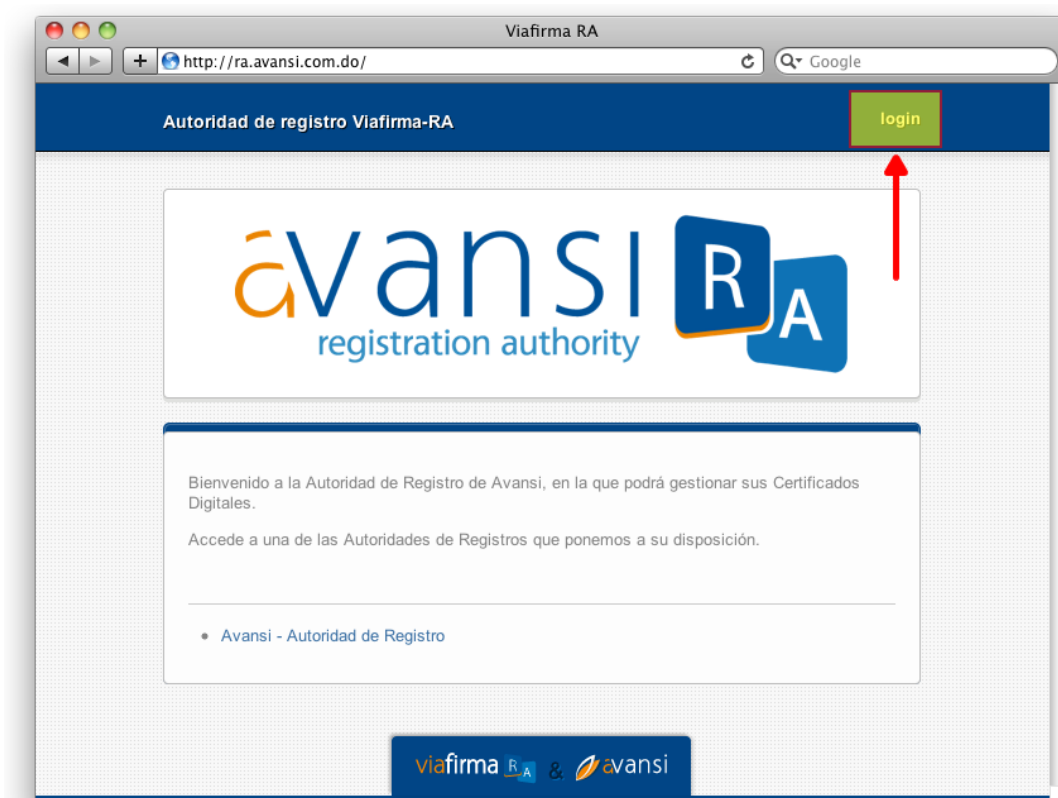 Viafirma RA
http://ra.avansi.com.do/
Google
Autoridad de registro Viafirma-RA
login
avansi RA
registration authority
Bienvenido a la Autoridad de Registro de Avansi, en la que podrá gestionar sus Certificados
Digitales.
Accede a una de las Autoridades de Registros que ponemos a su disposición.
• Avansi - Autoridad de Registro
viafirma RA & avansi